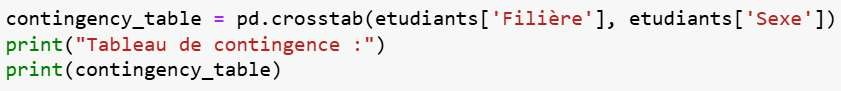 contingency_table = pd.crosstab(etudiants['Filière'], etudiants['Sexe'])
print("Tableau de contingence :")
print(contingency_table)